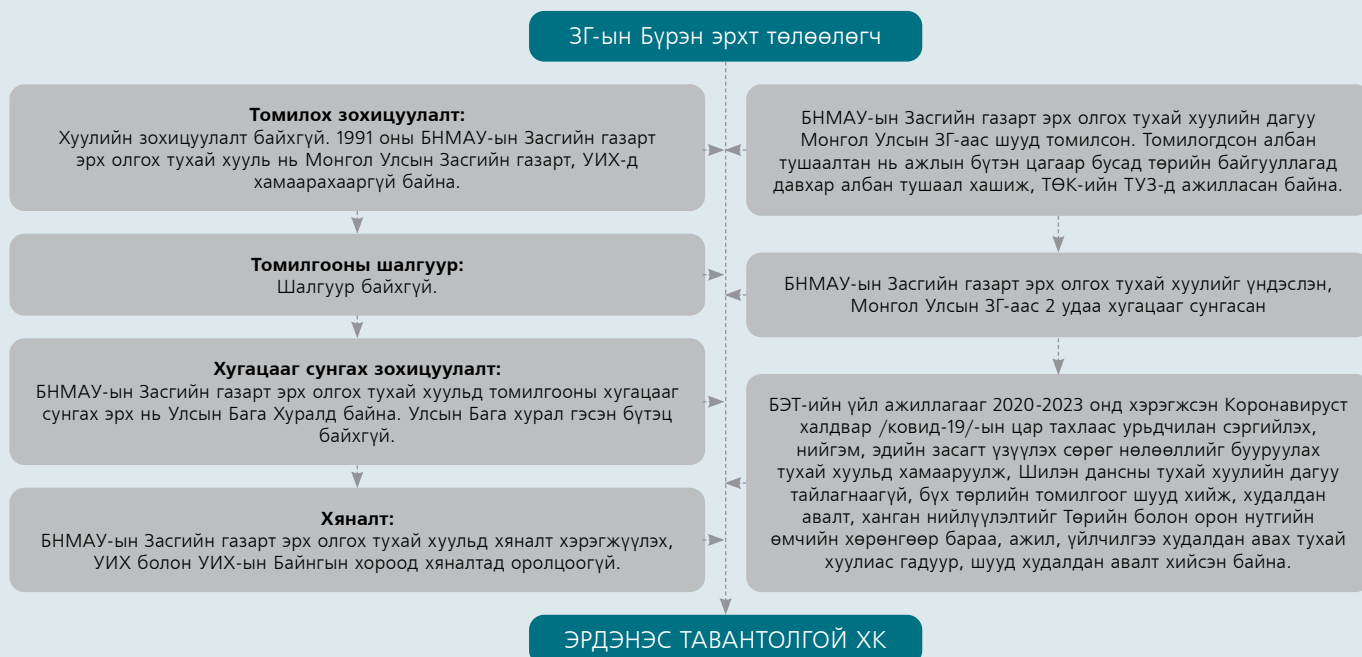 ЗГ-ын Бүрэн эрхт төлөөлөгч
Томилох зохицуулалт:
Хуулийн зохицуулалт байхгүй. 1991 оны БНМАУ-ын Засгийн газарт
эрх олгох тухай хууль нь Монгол Улсын Засгийн газарт, УИХ-д
хамаарахааргүй байна.
Томилгооны шалгуур:
Шалгуур байхгүй.
Хугацааг сунгах зохицуулалт:
БНМАУ-ын Засгийн газарт эрх олгох тухай хуульд томилгооны хугацааг
сунгах эрх нь Улсын Бага Хуралд байна. Улсын Бага хурал гэсэн бүтэц
байхгүй.
Хяналт:
БНМАУ-ын Засгийн газарт эрх олгох тухай хуульд хяналт хэрэгжүүлэх,
УИХ болон УИХ-ын Байнгын хороод хяналтад оролцоогүй.
БНМАУ-ын Засгийн газарт эрх олгох тухай хуулийн дагуу
Монгол Улсын ЗГ-аас шууд томилсон. Томилогдсон албан
тушаалтан нь ажлын бүтэн цагаар бусад төрийн байгууллагад
давхар албан тушаал хашиж, ТӨК-ийн ТУЗ-д ажилласан байна.
БНМАУ-ын Засгийн газарт эрх олгох тухай хуулийг үндэслэн,
Монгол Улсын ЗГ-аас 2 удаа хугацааг сунгасан
БЭТ-ийн үйл ажиллагааг 2020-2023 онд хэрэгжсэн Коронавируст
халдвар /ковид-19/-ын цар тахлаас урьдчилан сэргийлэх,
нийгэм, эдийн засагт үзүүлэх сөрөг нөлөөллийг бууруулах
тухай хуульд хамааруулж, Шилэн дансны тухай хуулийн дагуу
тайлагнаагүй, бүх төрлийн томилгоог шууд хийж, худалдан
авалт, ханган нийлүүлэлтийг Төрийн болон орон нутгийн
өмчийн хөрөнгөөр бараа, ажил, үйлчилгээ худалдан авах тухай
хуулиас гадуур, шууд худалдан авалт хийсэн байна.
ЭРДЭНЭС ТАВАНТОЛГОЙ ХК